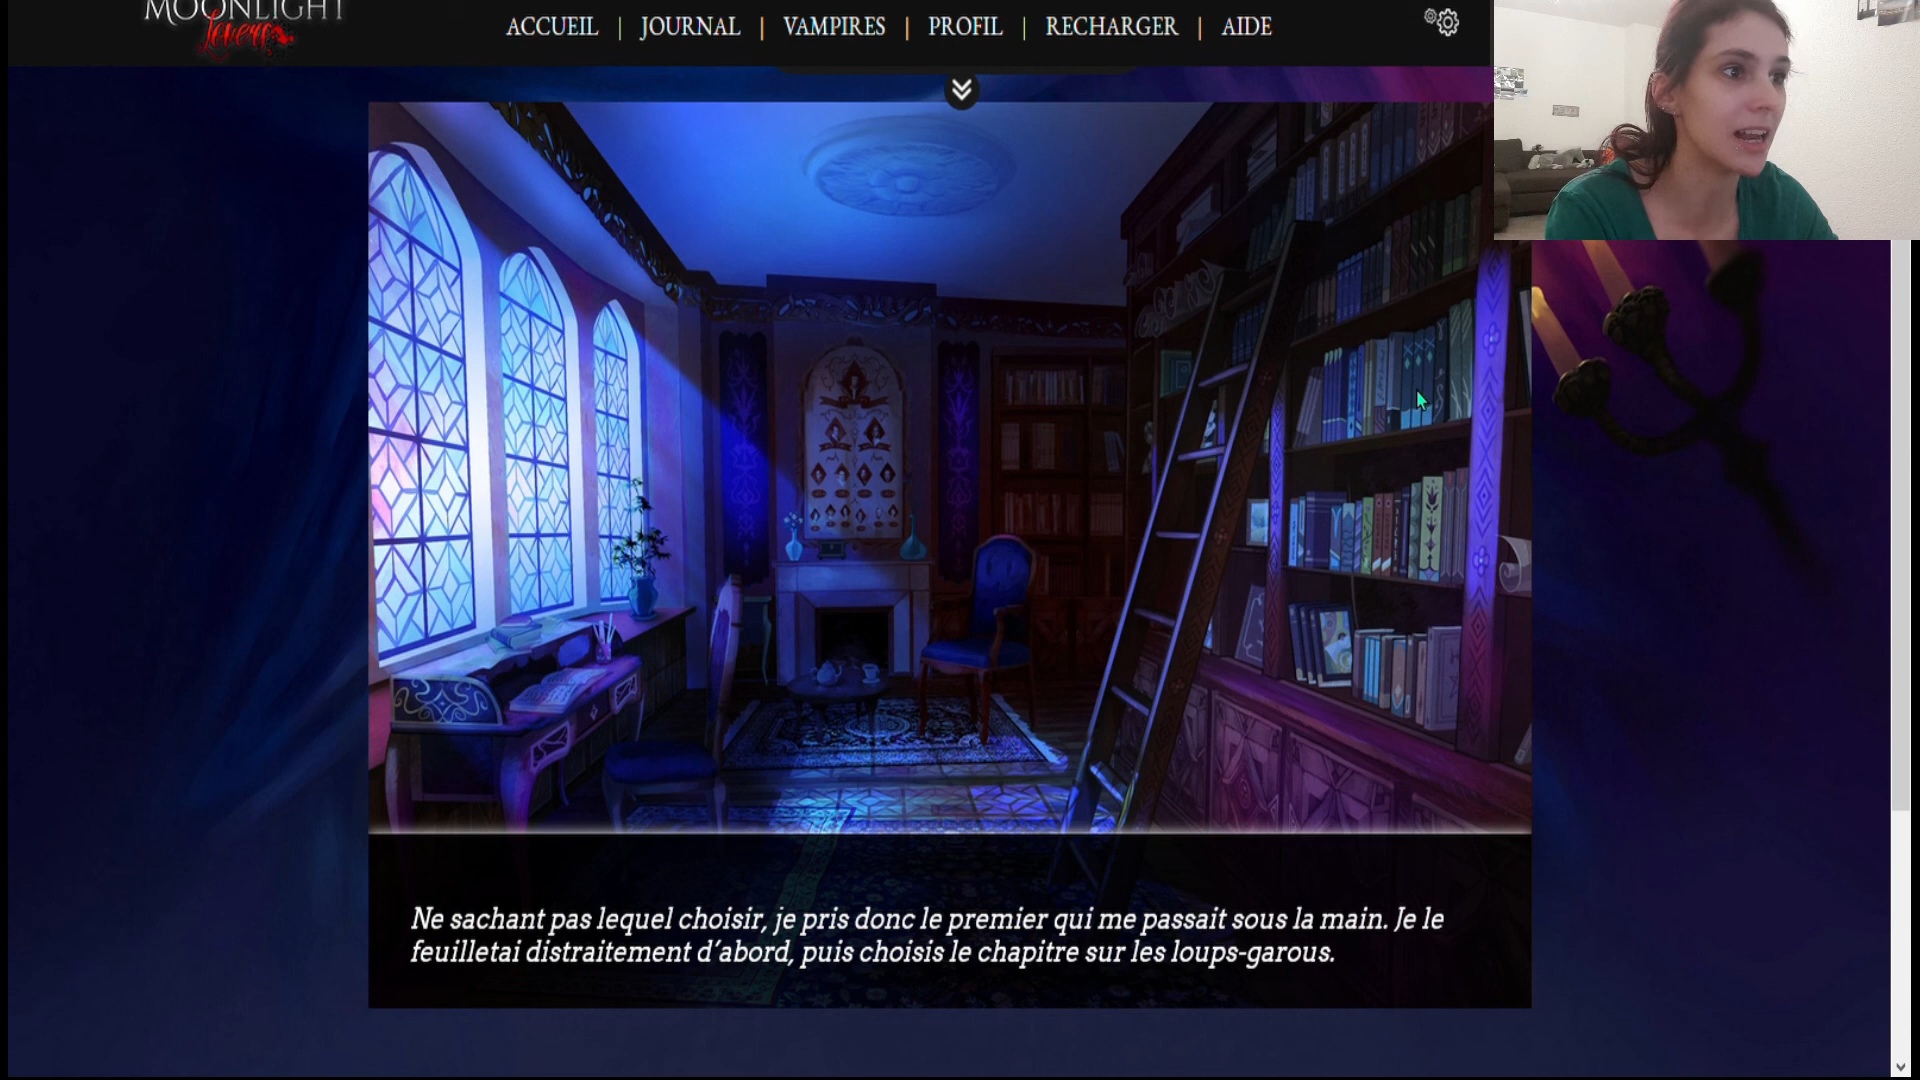 MOONLIGHT
Lovers
ACCUEIL | JOURNAL | VAMPIRES | PROFIL | RECHARGER | AIDE
Ne sachant pas lequel choisir, je pris donc le premier qui me passait sous la main. Je le
feuilletai distraitement d'abord, puis choisis le chapitre sur les loups-garous.